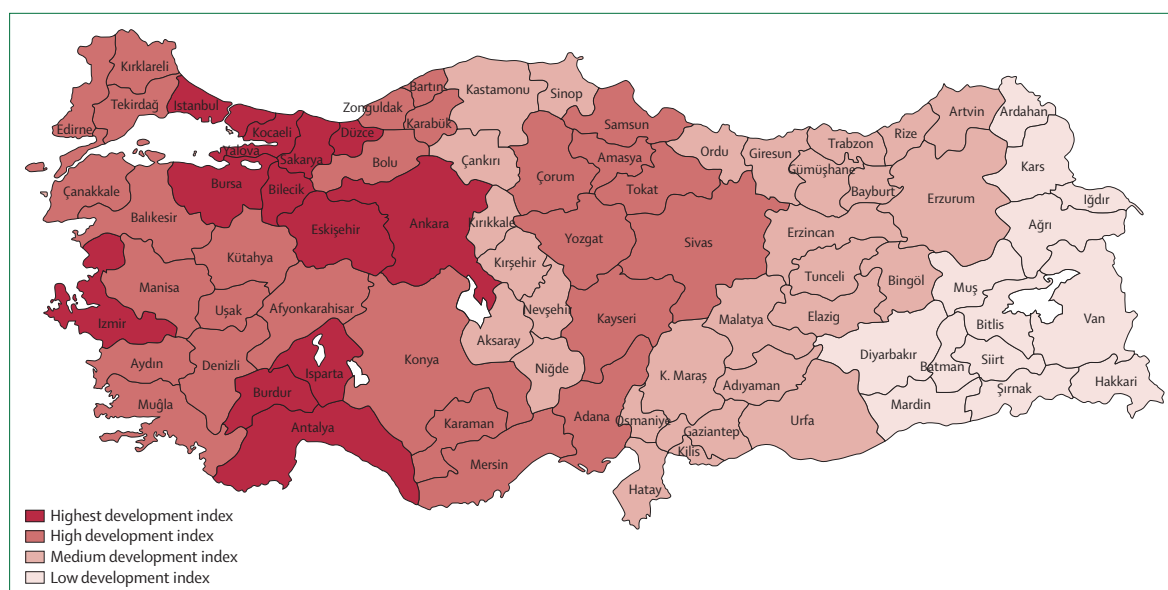 Kırklareli
Tekirdağ
Istanbul
Edirne
Kocaeli
Yalova
Sakarya
Düzce
Zonguldak
Bartın
Karabük
Kastamonu
Sinop
Bolu
Çankırı
Samsun
Amasya
Çorum
Tokat
Ordu
Giresun
Trabzon
Gümüşhane
Rize
Bayburt
Artvin
Ardahan
Kars
Iğdır
Ağrı
Erzurum
Çanakkale
Balıkesir
Bursa
Bilecik
Eskişehir
Ankara
Kırıkkale
Kırşehir
Yozgat
Sivas
Erzincan
Tunceli
Bingöl
Muş
Bitlis
Van
Kütahya
Manisa
Uşak
Afyonkarahisar
Izmir
Aydın
Denizli
Muğla
Burdur
Isparta
Antalya
Konya
Karaman
Mersin
Aksaray
Nevşehir
Niğde
Kayseri
Adana
Malatya
Elazig
K. Maraş
Adıyaman
Osmaniye
Gaziantep
Kilis
Hatay
Urfa
Diyarbakır
Batman
Siirt
Mardin
Şırnak
Hakkari
Highest development index
High development index
Medium development index
Low development index